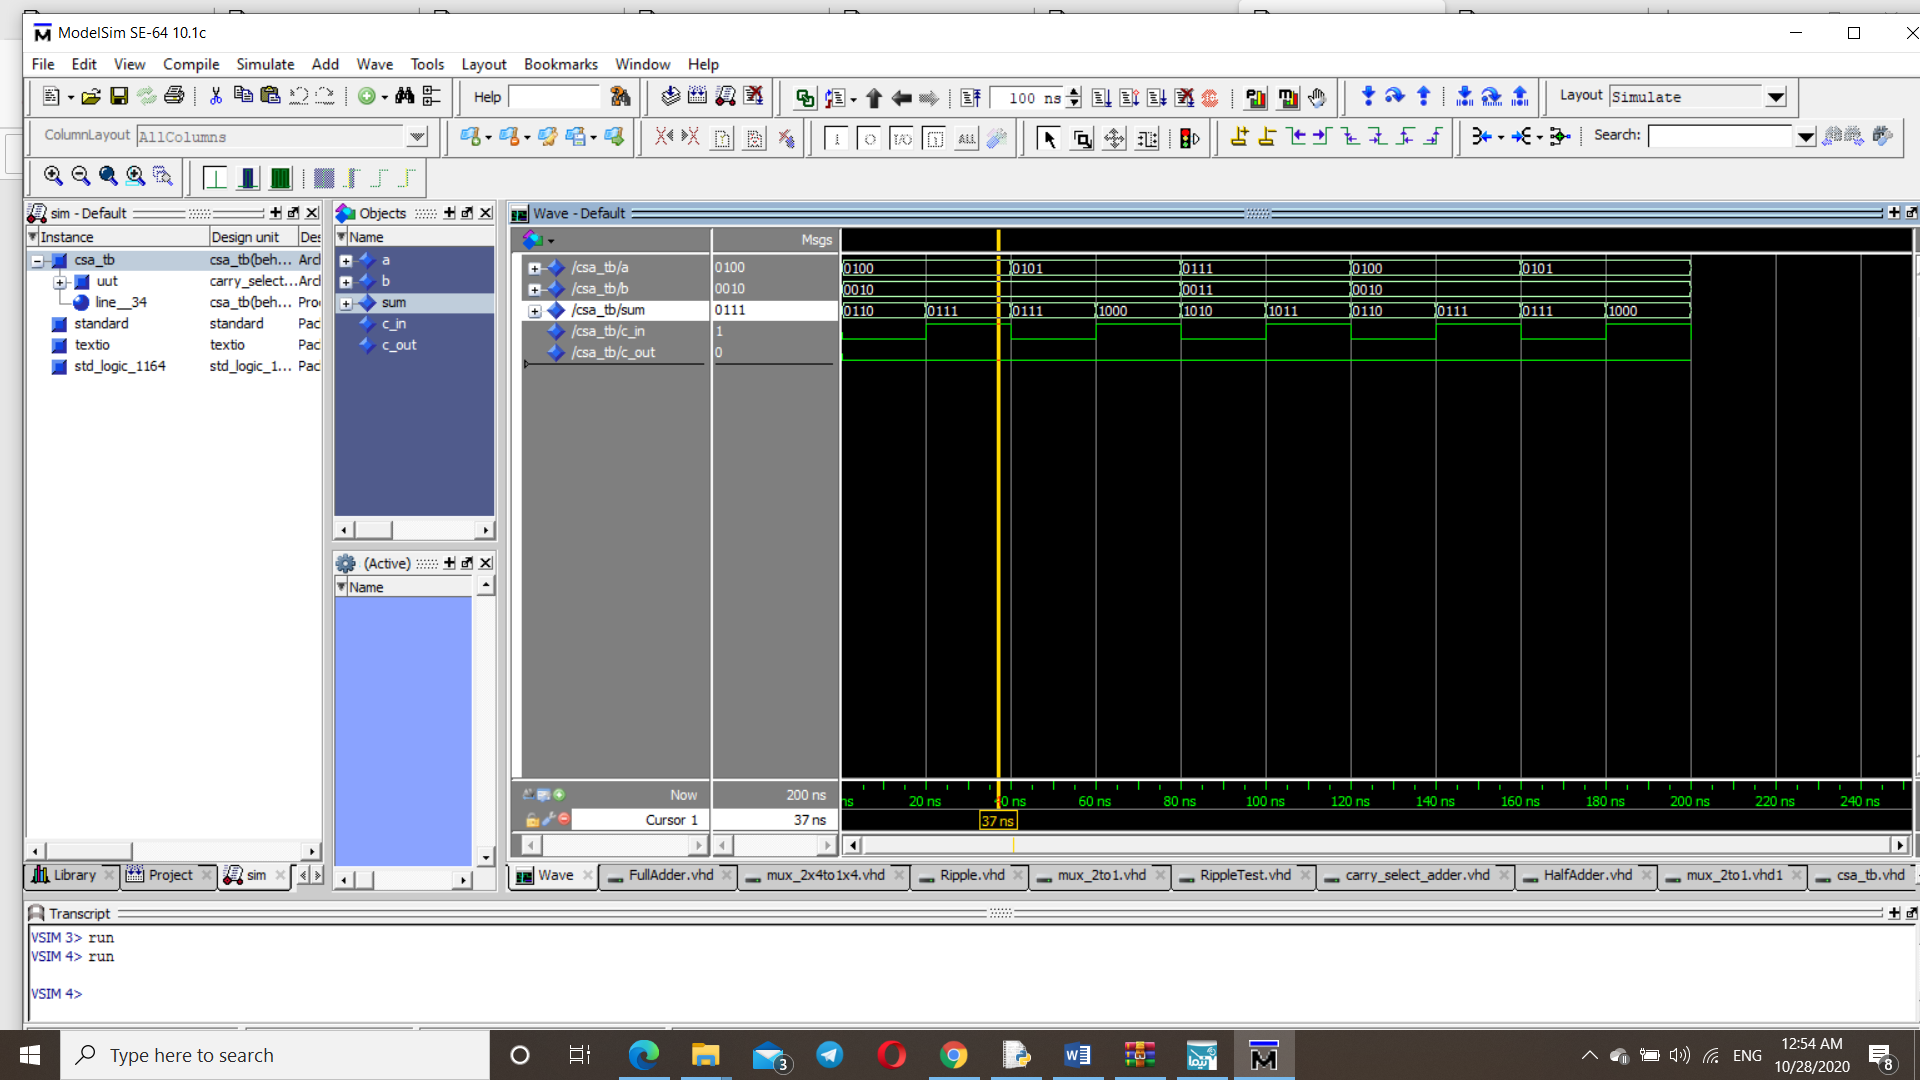 ModelSim SE-64 10.1c
File Edit View Compile Simulate Add Wave Tools Layout Bookmarks Window Help
Help 100 ns Layout Simulate
ColumnLayout AllColumns ALL Search:
sim - Default
Instance Design unit
csa_tb csa_tb(beh... Arch
uut carry_select... Arch
line__34 csa_tb(beh... Proc
standard standard Pac
textio textio Pac
std_logic_1164 std_logic_1... Pac
Objects
Name
a
b
sum
c_in
c_out
(Active)
Name
Wave - Default
Msgs
/csa_tb/a 0100 0100 0101 0111 0100 0101
/csa_tb/b 0010 0010 0011 0010
/csa_tb/sum 0111 0110 0111 0111 1000 1010 1011 0110 0111 0111 1000
/csa_tb/c_in 1
/csa_tb/c_out 0
Now 200 ns ns 20 ns 60 ns 80 ns 100 ns 120 ns 140 ns 160 ns 180 ns 200 ns 220 ns 240 ns
Cursor 1 37 ns 37 ns
Library Project sim
Wave FullAdder.vhd mux_2x4to1x4.vhd Ripple.vhd mux_2to1.vhd RippleTest.vhd carry_select_adder.vhd HalfAdder.vhd mux_2to1.vhd1 csa_tb.vhd
Transcript
VSIM 3> run
VSIM 4> run
VSIM 4>
Type here to search 3 ENG 12:54 AM
10/28/2020 8